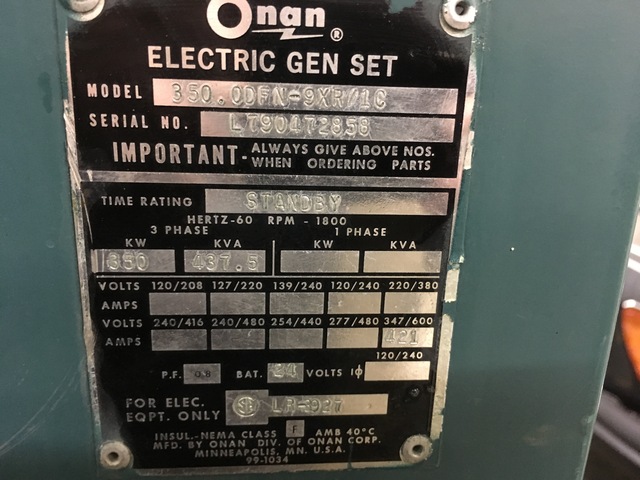 Onan ®
ELECTRIC GEN SET
MODEL 350.0DFN-9XR/1C
SERIAL NO. LT90472858
IMPORTANT- ALWAYS GIVE ABOVE NOS.
WHEN ORDERING PARTS
TIME RATING STANDBY
HERTZ-60 RPM - 1800
3 PHASE 1 PHASE
KW KVA KW KVA
350 437.5
VOLTS 120/208 127/220 139/240 120/240 220/380
AMPS
VOLTS 240/416 240/480 254/440 277/480 347/600
AMPS 421
120/240
P.F. 0.8 BAT. 24 VOLTS 1ϕ
FOR ELEC.
EQPT. ONLY SA LR-927
INSUL-NEMA CLASS F AMB 40°C
MFD. BY ONAN DIV. OF ONAN CORP.
MINNEAPOLIS, MN. U.S.A.
99-1034